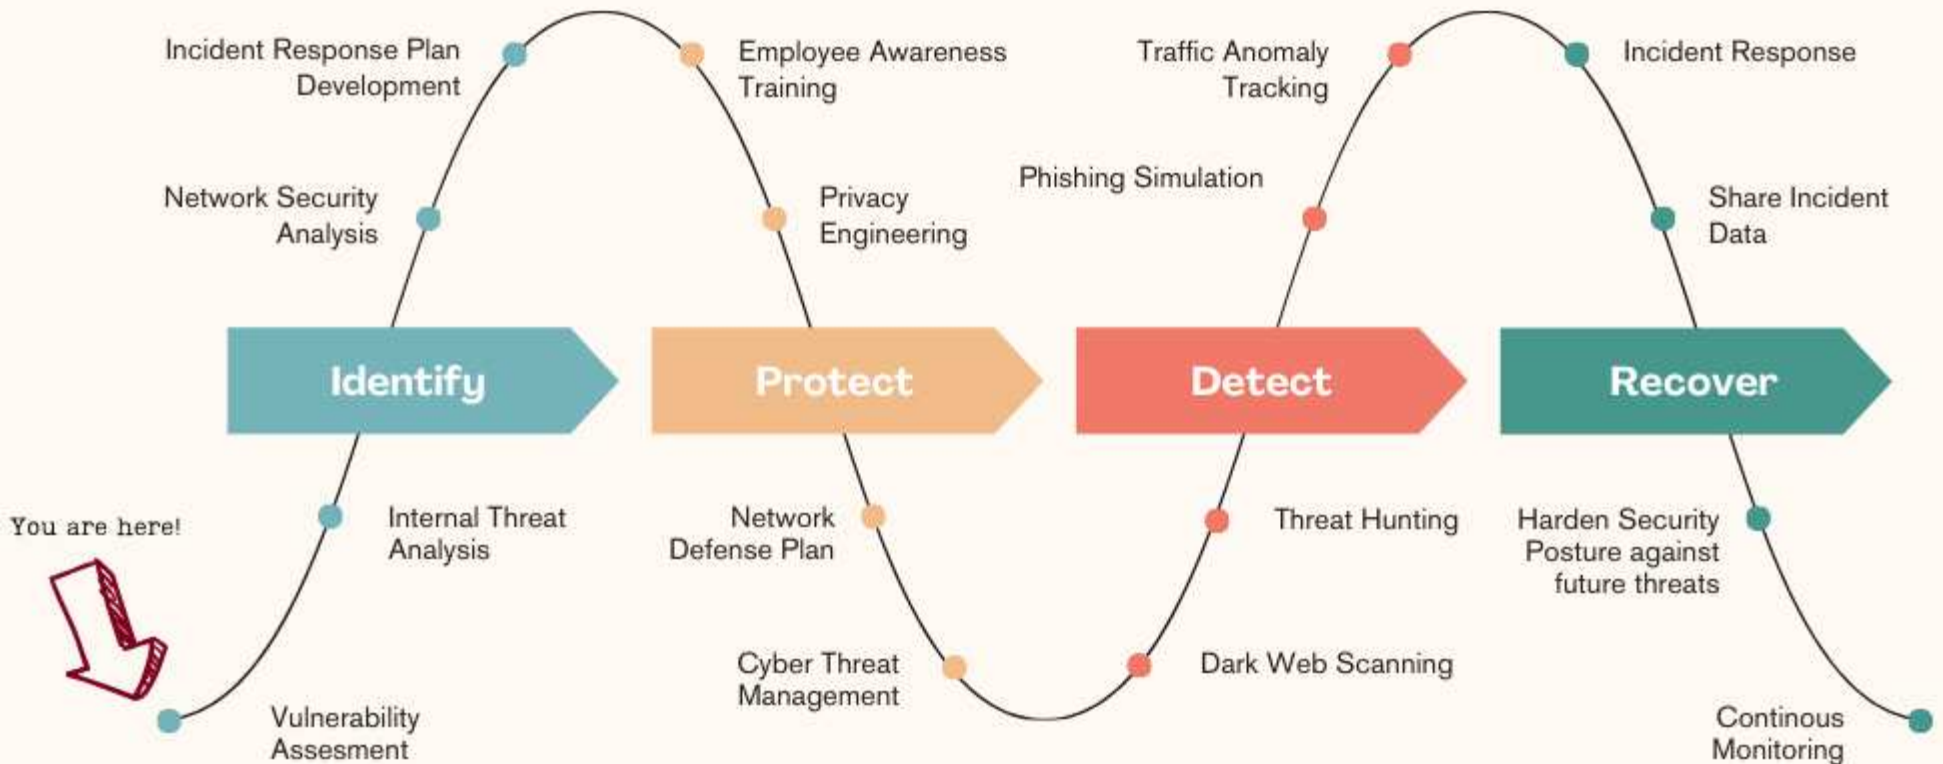 Incident Response Plan
Development
Employee Awareness
Training
Traffic Anomaly
Tracking
Incident Response
Network Security
Analysis
Privacy
Engineering
Phishing Simulation
Share Incident
Data
Identify
Protect
Detect
Recover
You are here!
Internal Threat
Analysis
Network
Defense Plan
Threat Hunting
Harden Security
Posture against
future threats
Cyber Threat
Management
Dark Web Scanning
Vulnerability
Assesment
Continous
Monitoring